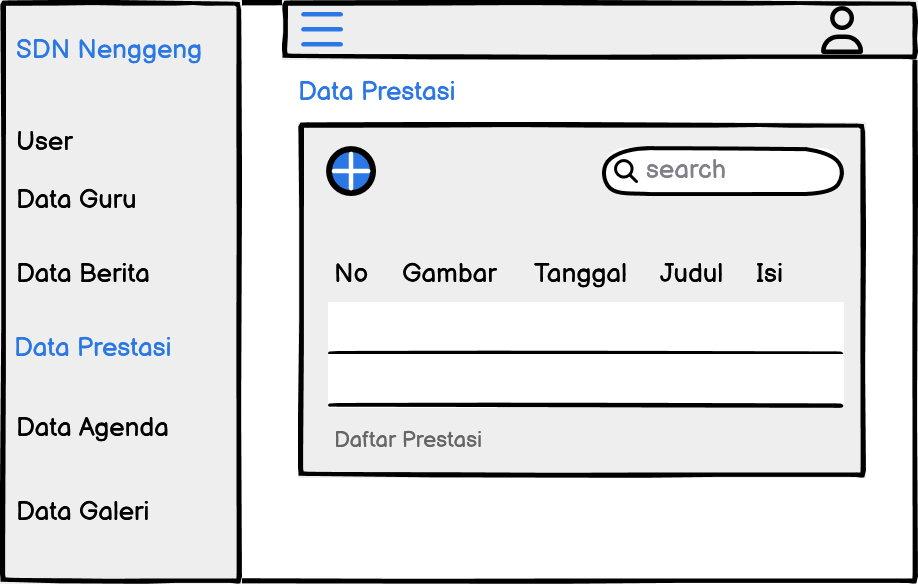 SDN Nenggeng
User
Data Guru
Data Berita
Data Prestasi
Data Agenda
Data Galeri
Data Prestasi
search
No Gambar Tanggal Judul Isi
Daftar Prestasi